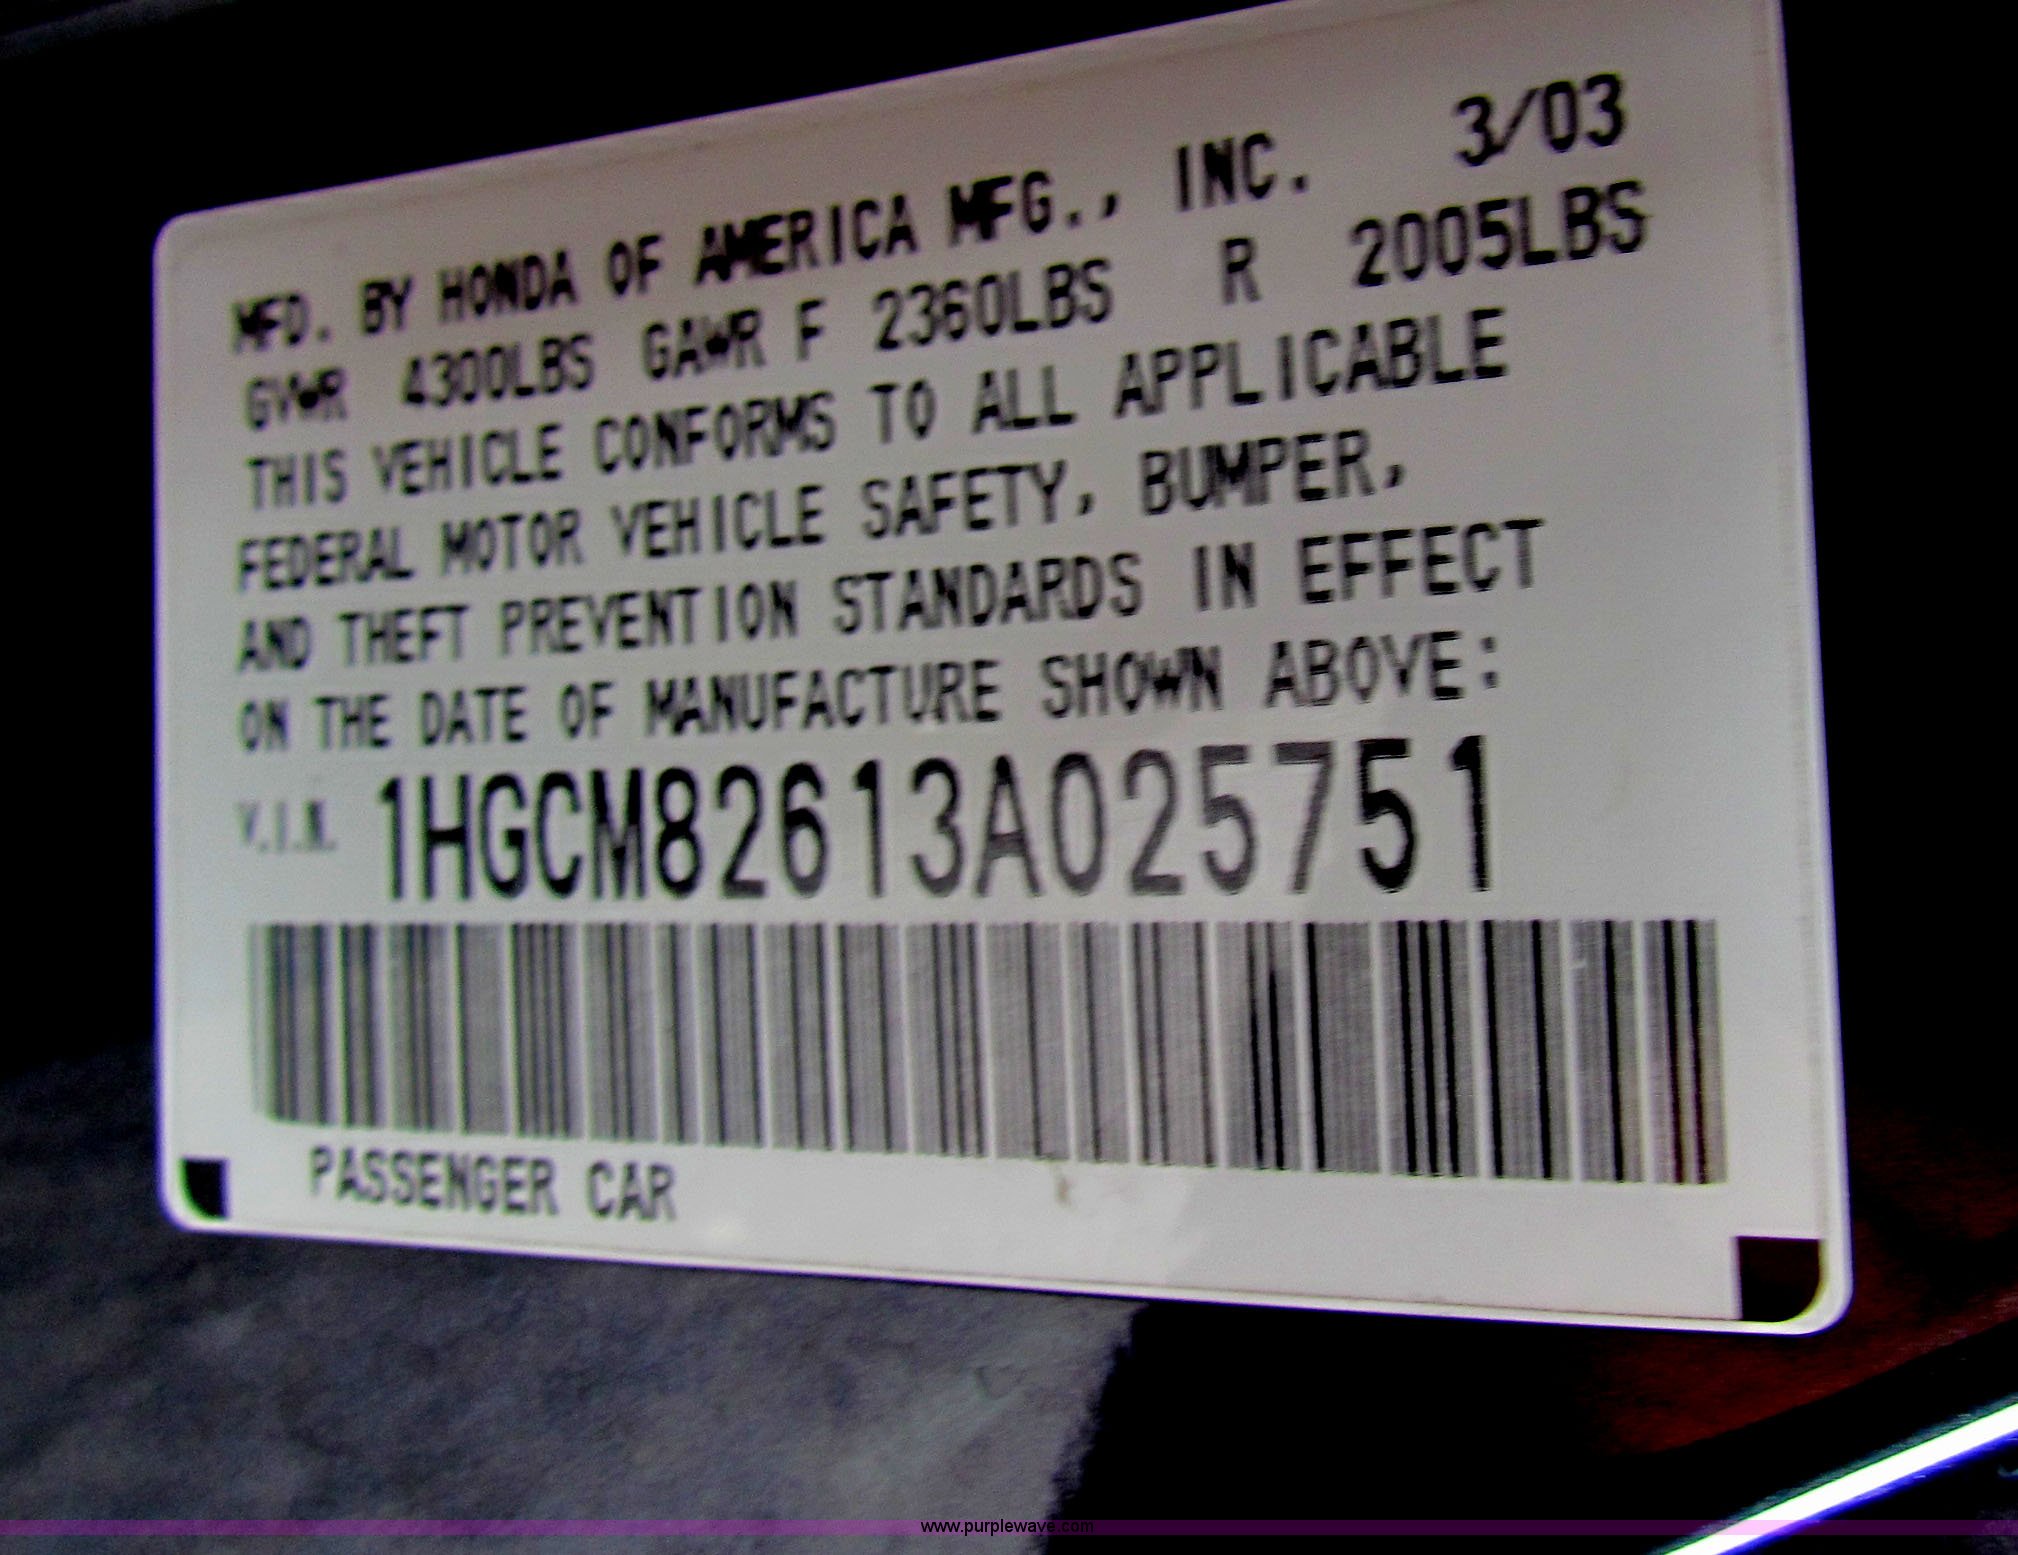 MFD. BY HONDA OF AMERICA MFG., INC. 3/03
GVWR 4300LBS GAWR F 2360LBS R 2005LBS
THIS VEHICLE CONFORMS TO ALL APPLICABLE
FEDERAL MOTOR VEHICLE SAFETY, BUMPER,
AND THEFT PREVENTION STANDARDS IN EFFECT
ON THE DATE OF MANUFACTURE SHOWN ABOVE:
V.I.N. 1HGCM82613A025751
PASSENGER CAR
www.purplewave.com